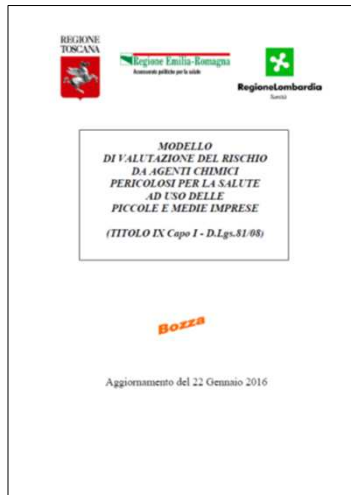 REGIONE
TOSCANA
Regione Emilia-Romagna
Assessorato politiche per la salute
RegioneLombardia
Sanità
MODELLO
DI VALUTAZIONE DEL RISCHIO
DA AGENTI CHIMICI
PERICOLOSI PER LA SALUTE
AD USO DELLE
PICCOLE E MEDIE IMPRESE
(TITOLO IX Capo I - D.Lgs.81/08)
Bozza
Aggiornamento del 22 Gennaio 2016